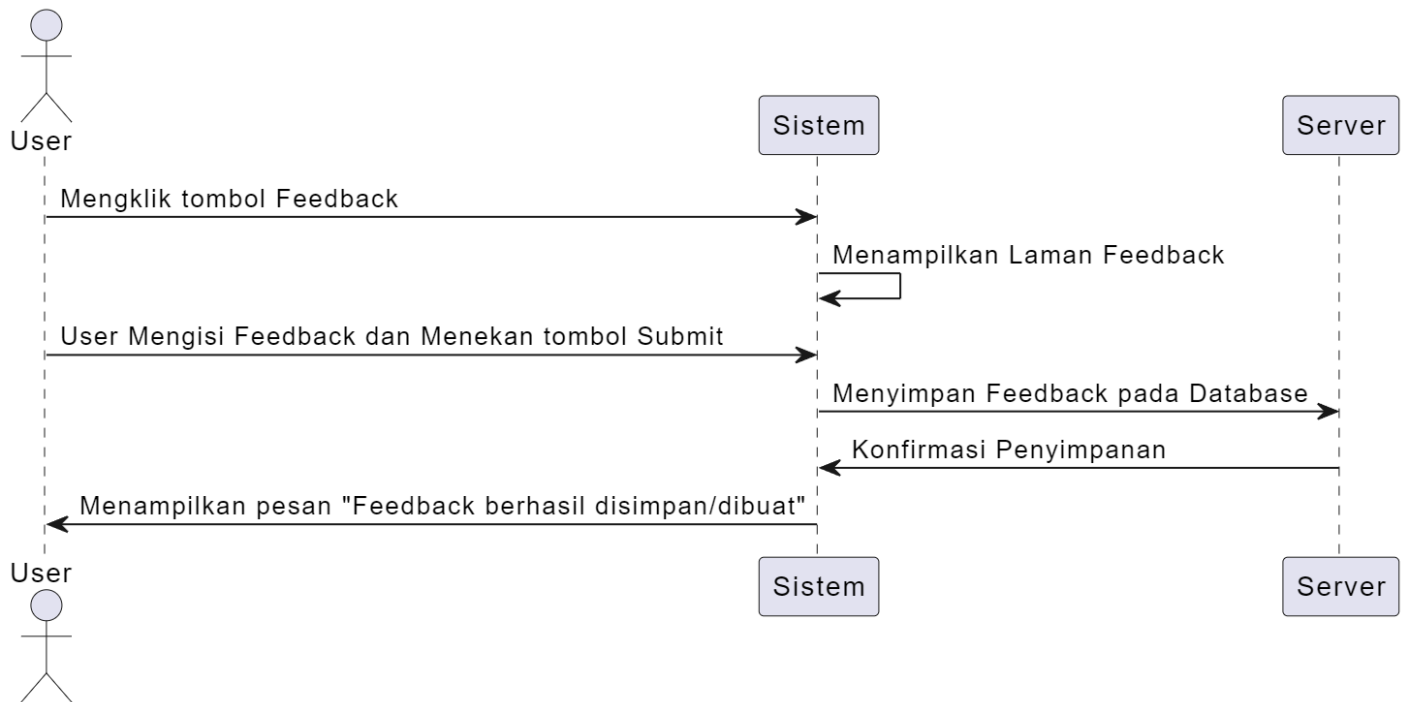 User
Sistem
Server
Mengklik tombol Feedback
Menampilkan Laman Feedback
User Mengisi Feedback dan Menekan tombol Submit
Menyimpan Feedback pada Database
Konfirmasi Penyimpanan
Menampilkan pesan "Feedback berhasil disimpan/dibuat"
User
Sistem
Server